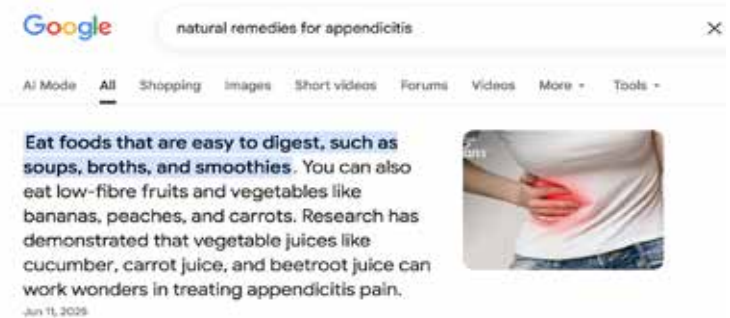 Google
natural remedies for appendicitis
AI Mode All Shopping Images Short videos Forums Videos More Tools
Eat foods that are easy to digest, such as
soups, broths, and smoothies. You can also
eat low-fibre fruits and vegetables like
bananas, peaches, and carrots. Research has
demonstrated that vegetable juices like
cucumber, carrot juice, and beetroot juice can
work wonders in treating appendicitis pain.
Jun 11, 2025